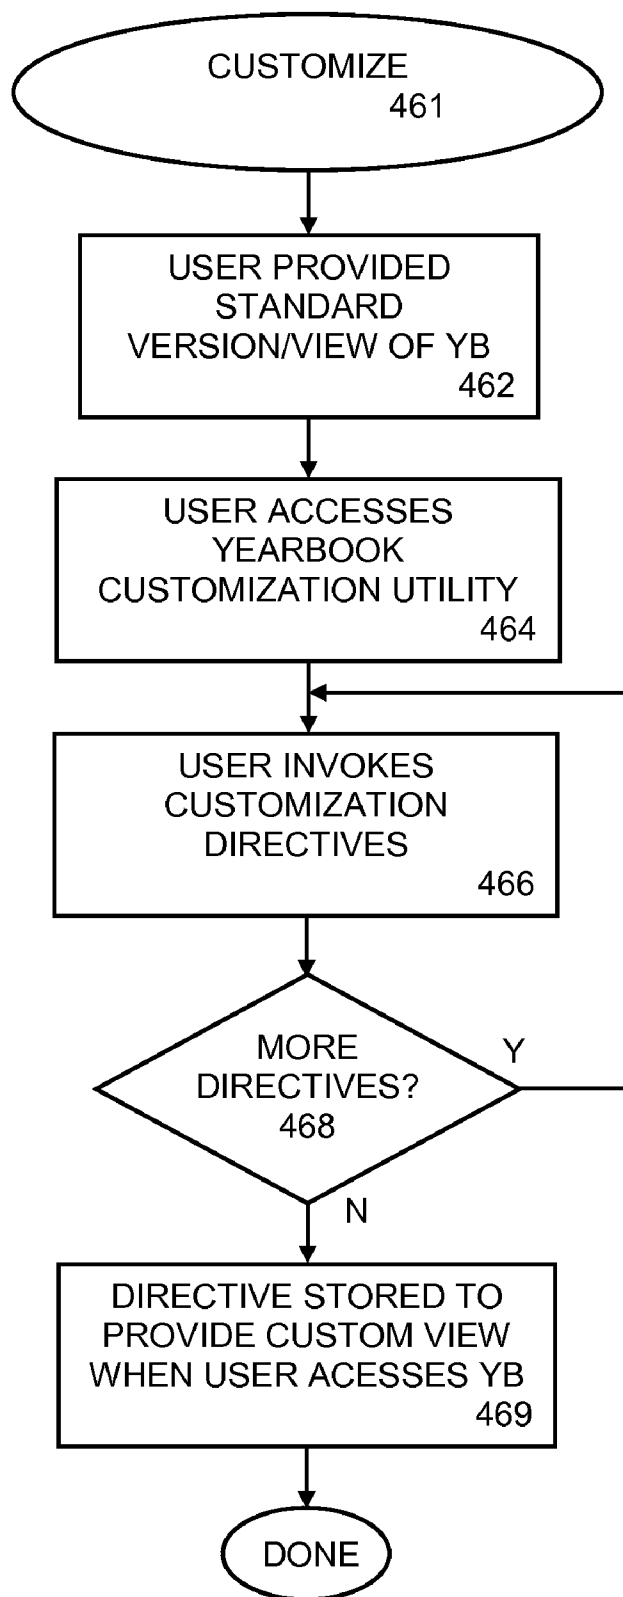 CUSTOMIZE
461
USER PROVIDED
STANDARD
VERSION/VIEW OF YB
462
USER ACCESSES
YEARBOOK
CUSTOMIZATION UTILITY
464
USER INVOKES
CUSTOMIZATION
DIRECTIVES
466
MORE
DIRECTIVES?
468
Y
N
DIRECTIVE STORED TO
PROVIDE CUSTOM VIEW
WHEN USER ACESSES YB
469
DONE